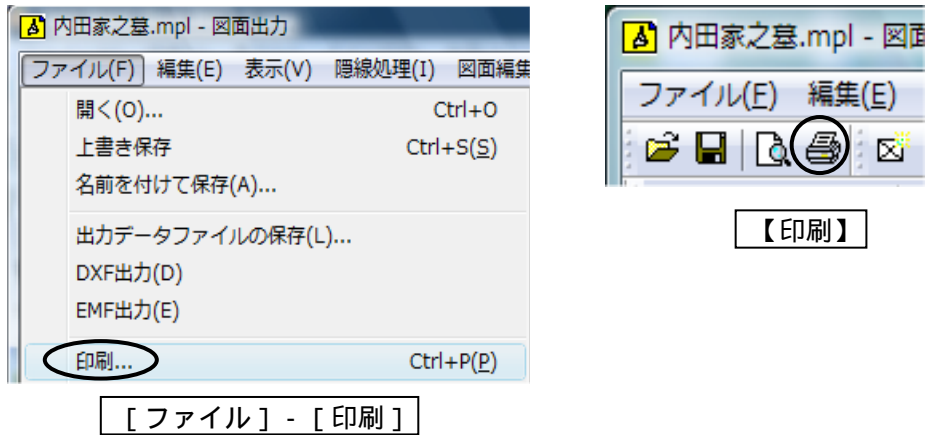 内田家之墓.mpl - 図面出力
ファイル(F) 編集(E) 表示(V) 隠線処理(I) 図面編集
開く(O)... Ctrl+O
上書き保存 Ctrl+S(S)
名前を付けて保存(A)...
出力データファイルの保存(L)...
DXF出力(D)
EMF出力(E)
印刷... Ctrl+P(P)
[ファイル] - [印刷]
内田家之墓.mpl - 図面
ファイル(F) 編集(E)
【印刷】